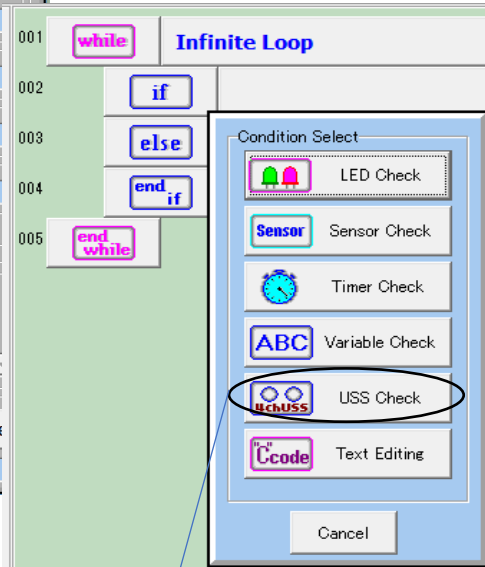 001 while Infinite Loop
002 if
003 else
004 end if
005 end while
Condition Select
LED Check
Sensor Sensor Check
Timer Check
ABC Variable Check
4chUSS USS Check
"C"code Text Editing
Cancel